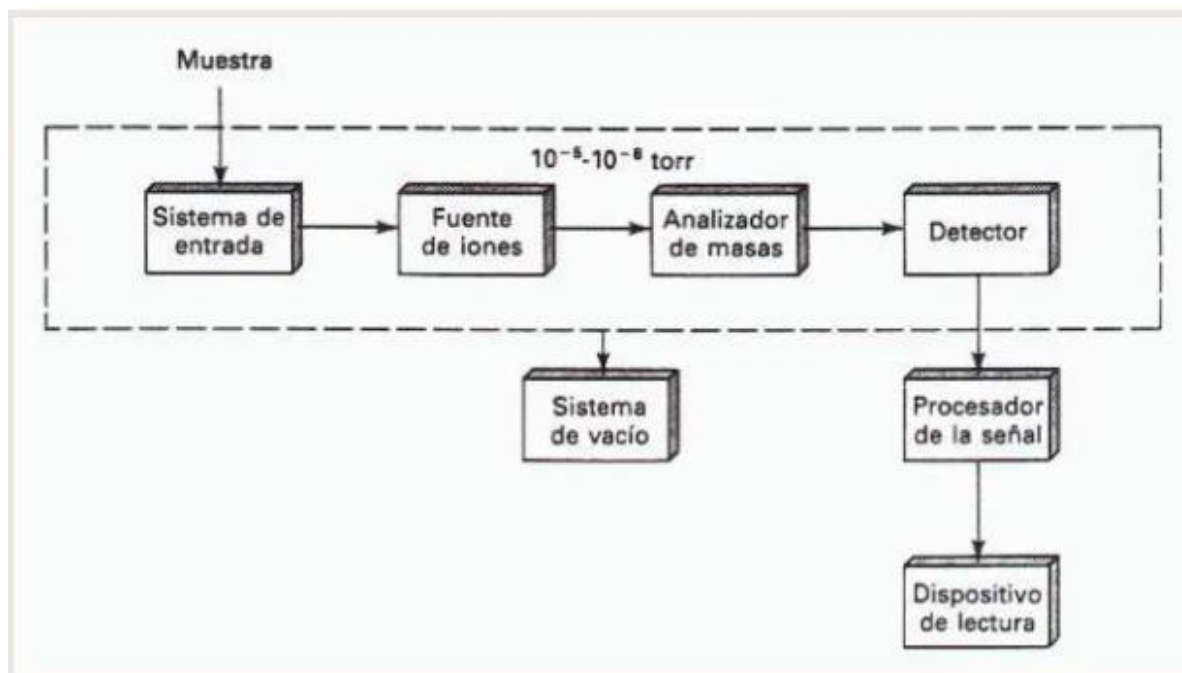 Muestra
10⁻⁵-10⁻⁸ torr
Sistema de
entrada
Fuente
de iones
Analizador
de masas
Detector
Sistema
de vacío
Procesador
de la señal
Dispositivo
de lectura